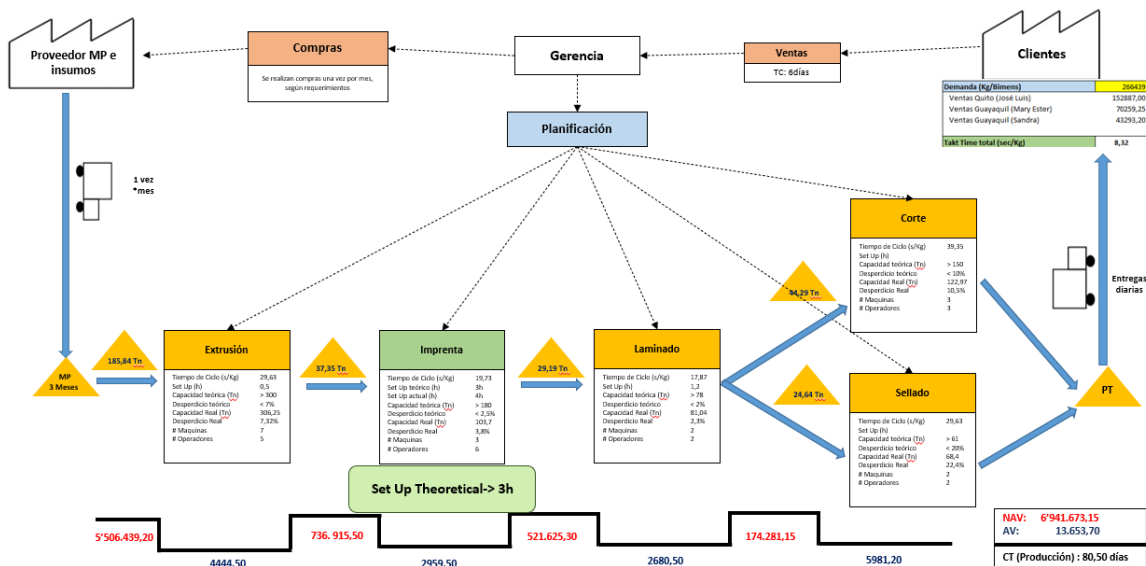 Proveedor MP e
insumos
Compras
Se realizan compras una vez por mes,
según requerimientos
Gerencia
Ventas
TC: 6días
Clientes
Demanda (Kg/Bimens) 266439
Ventas Quito (José Luis) 152887,00
Ventas Guayaquil (Mary Ester) 70259,25
Ventas Guayaquil (Sandra) 43293,20
Takt Time total (sec/Kg) 8,32
Planificación
1 vez
*mes
Entregas
diarias
Corte
Tiempo de Ciclo (s/Kg) 39,35
Set Up (h)
Capacidad teórica (Tn) > 150
Desperdicio teórico < 10%
Capacidad Real (Tn) 122,97
Desperdicio Real 10,5%
# Maquinas 3
# Operadores 3
44,29 Tn
MP
3 Meses
185,84 Tn
Extrusión
Tiempo de Ciclo (s/Kg) 29,63
Set Up (h) 0,5
Capacidad teórica (Tn) > 300
Desperdicio teórico < 7%
Capacidad Real (Tn) 306,25
Desperdicio Real 7,32%
# Maquinas 7
# Operadores 5
37,35 Tn
Imprenta
Tiempo de Ciclo (s/Kg) 19,73
Set Up teórico (h) 3h
Set Up actual (h) 4h
Capacidad teórica (Tn) > 180
Desperdicio teórico < 2,5%
Capacidad Real (Tn) 103,7
Desperdicio Real 3,8%
# Maquinas 3
# Operadores 6
29,19 Tn
Laminado
Tiempo de Ciclo (s/Kg) 17,87
Set Up (h) 1,2
Capacidad teórica (Tn) > 78
Desperdicio teórico < 2%
Capacidad Real (Tn) 81,04
Desperdicio Real 2,3%
# Maquinas 2
# Operadores 2
24,64 Tn
Sellado
Tiempo de Ciclo (s/Kg) 29,63
Set Up (h)
Capacidad teórica (Tn) > 61
Desperdicio teórico < 20%
Capacidad Real (Tn) 68,4
Desperdicio Real 22,4%
# Maquinas 2
# Operadores 2
PT
Set Up Theoretical-> 3h
5'506.439,20
4444,50
736. 915,50
2959,50
521.625,30
2680,50
174.281,15
5981,20
NAV: 6'941.673,15
AV: 13.653,70
CT (Producción) : 80,50 días